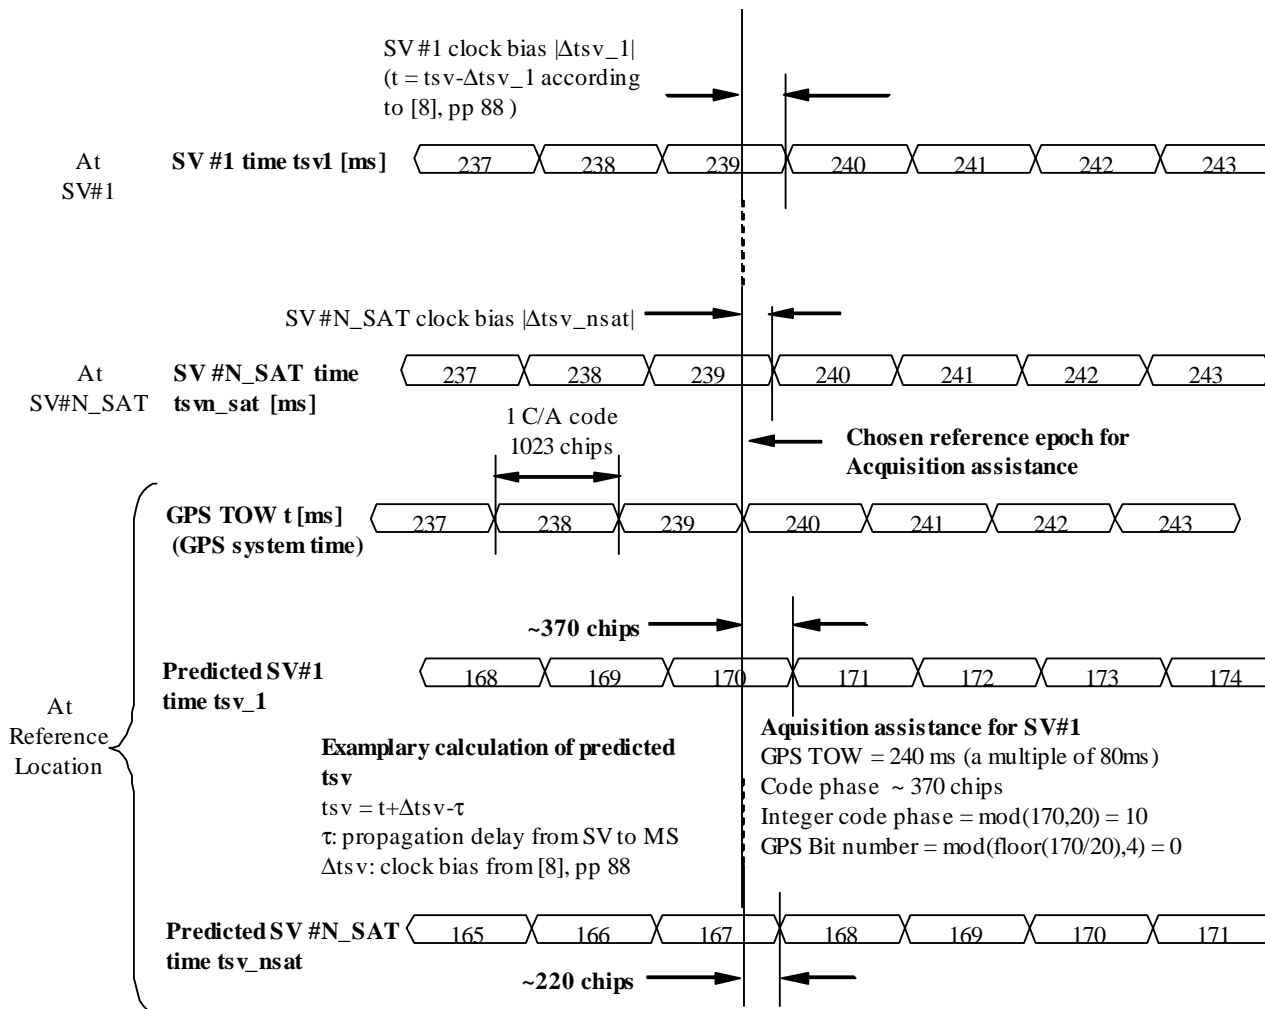 SV #1 clock bias |Δtsv_1|
(t = tsv-Δtsv_1 according
to [8], pp 88 )
At
SV#1
SV #1 time tsv1 [ms]
237 238 239 240 241 242 243
SV #N_SAT clock bias |Δtsv_nsat|
At
SV#N_SAT
SV #N_SAT time
tsvn_sat [ms]
237 238 239 240 241 242 243
1 C/A code
1023 chips
Chosen reference epoch for
Acquisition assistance
GPS TOW t [ms]
(GPS system time)
237 238 239 240 241 242 243
~370 chips
Predicted SV#1
time tsv_1
168 169 170 171 172 173 174
At
Reference
Location
Examplary calculation of predicted
tsv
tsv = t+Δtsv-τ
τ: propagation delay from SV to MS
Δtsv: clock bias from [8], pp 88
Aquisition assistance for SV#1
GPS TOW = 240 ms (a multiple of 80ms)
Code phase ~ 370 chips
Integer code phase = mod(170,20) = 10
GPS Bit number = mod(floor(170/20),4) = 0
Predicted SV #N_SAT
time tsv_nsat
165 166 167 168 169 170 171
~220 chips